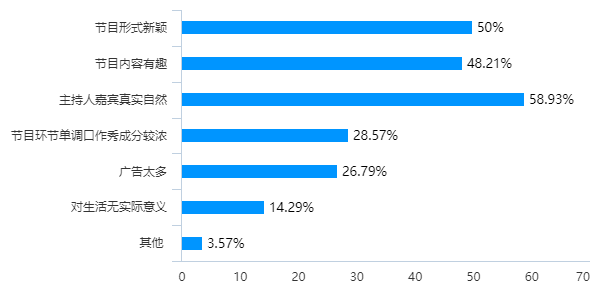 节目形式新颖 50%
节目内容有趣 48.21%
主持人嘉宾真实自然 58.93%
节目环节单调口作秀成分较浓 28.57%
广告太多 26.79%
对生活无实际意义 14.29%
其他 3.57%
0 10 20 30 40 50 60 70